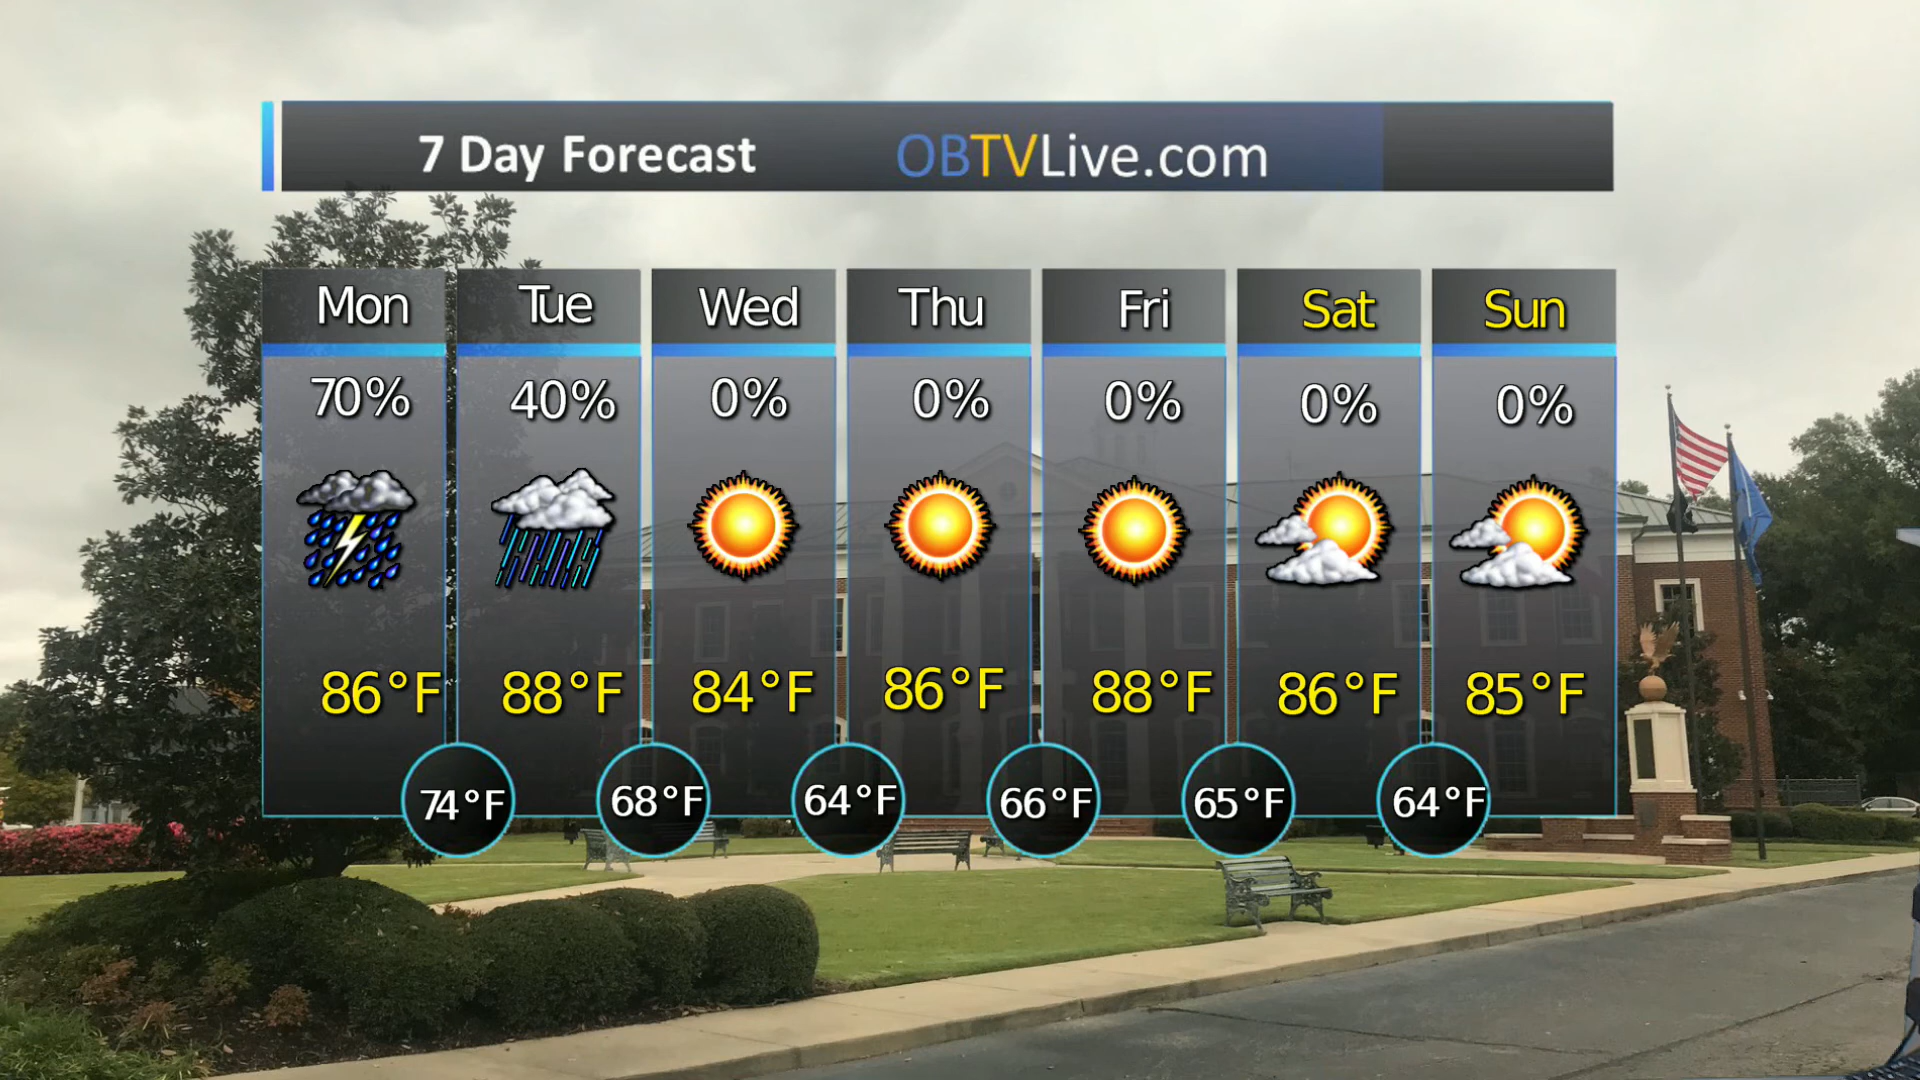 7 Day Forecast OBTVLive.com
Mon Tue Wed Thu Fri Sat Sun
70% 40% 0% 0% 0% 0% 0%
86°F 88°F 84°F 86°F 88°F 86°F 85°F
74°F 68°F 64°F 66°F 65°F 64°F